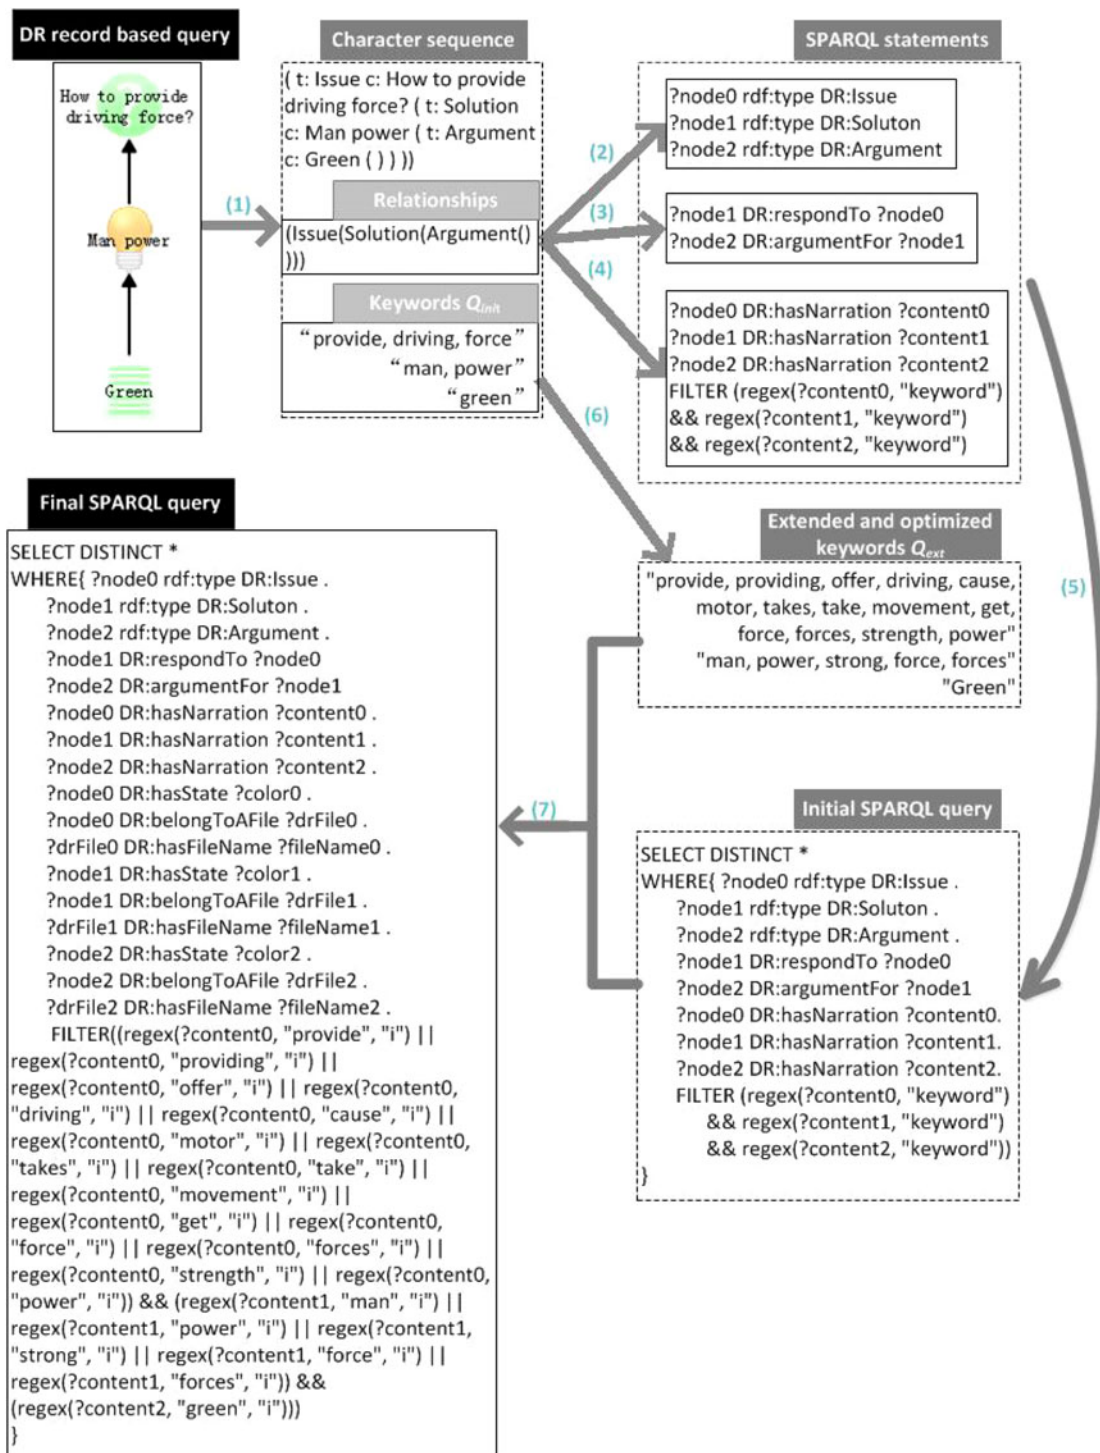 DR record based query
How to provide
driving force?
Man power
Green
(1)
Character sequence
( t: Issue c: How to provide
driving force? ( t: Solution
c: Man power ( t: Argument
c: Green ( ) ) ))
Relationships
(Issue(Solution(Argument()
)))
Keywords Qinit
“provide, driving, force”
“man, power”
“green”
(2)
(3)
(4)
(6)
SPARQL statements
?node0 rdf:type DR:Issue
?node1 rdf:type DR:Soluton
?node2 rdf:type DR:Argument
?node1 DR:respondTo ?node0
?node2 DR:argumentFor ?node1
?node0 DR:hasNarration ?content0
?node1 DR:hasNarration ?content1
?node2 DR:hasNarration ?content2
FILTER (regex(?content0, "keyword")
&& regex(?content1, "keyword")
&& regex(?content2, "keyword")
(5)
Extended and optimized
keywords Qext
"provide, providing, offer, driving, cause,
motor, takes, take, movement, get,
force, forces, strength, power"
"man, power, strong, force, forces"
"Green"
Initial SPARQL query
SELECT DISTINCT *
WHERE{ ?node0 rdf:type DR:Issue .
?node1 rdf:type DR:Soluton .
?node2 rdf:type DR:Argument .
?node1 DR:respondTo ?node0
?node2 DR:argumentFor ?node1
?node0 DR:hasNarration ?content0.
?node1 DR:hasNarration ?content1.
?node2 DR:hasNarration ?content2.
FILTER (regex(?content0, "keyword")
&& regex(?content1, "keyword")
&& regex(?content2, "keyword"))
}
(7)
Final SPARQL query
SELECT DISTINCT *
WHERE{ ?node0 rdf:type DR:Issue .
?node1 rdf:type DR:Soluton .
?node2 rdf:type DR:Argument .
?node1 DR:respondTo ?node0
?node2 DR:argumentFor ?node1
?node0 DR:hasNarration ?content0 .
?node1 DR:hasNarration ?content1 .
?node2 DR:hasNarration ?content2 .
?node0 DR:hasState ?color0 .
?node0 DR:belongToAFile ?drFile0 .
?drFile0 DR:hasFileName ?fileName0 .
?node1 DR:hasState ?color1 .
?node1 DR:belongToAFile ?drFile1 .
?drFile1 DR:hasFileName ?fileName1 .
?node2 DR:hasState ?color2 .
?node2 DR:belongToAFile ?drFile2 .
?drFile2 DR:hasFileName ?fileName2 .
FILTER((regex(?content0, "provide", "i") ||
regex(?content0, "providing", "i") ||
regex(?content0, "offer", "i") || regex(?content0,
"driving", "i") || regex(?content0, "cause", "i") ||
regex(?content0, "motor", "i") || regex(?content0,
"takes", "i") || regex(?content0, "take", "i") ||
regex(?content0, "movement", "i") ||
regex(?content0, "get", "i") || regex(?content0,
"force", "i") || regex(?content0, "forces", "i") ||
regex(?content0, "strength", "i") || regex(?content0,
"power", "i")) && (regex(?content1, "man", "i") ||
regex(?content1, "power", "i") || regex(?content1,
"strong", "i") || regex(?content1, "force", "i") ||
regex(?content1, "forces", "i")) &&
(regex(?content2, "green", "i")))
}